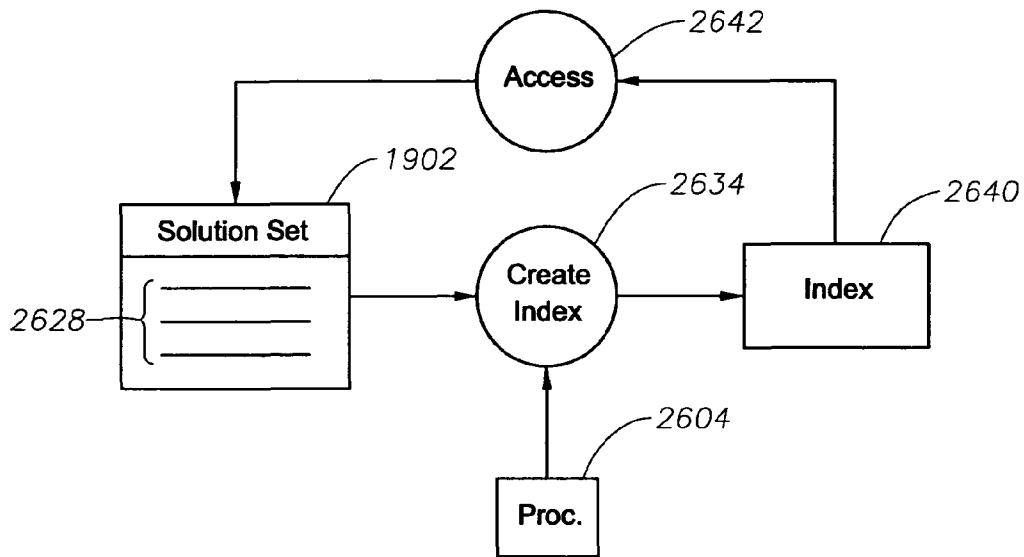 2642
Access
1902
2634
2640
Solution Set
Create
Index
Index
2628
2604
Proc.